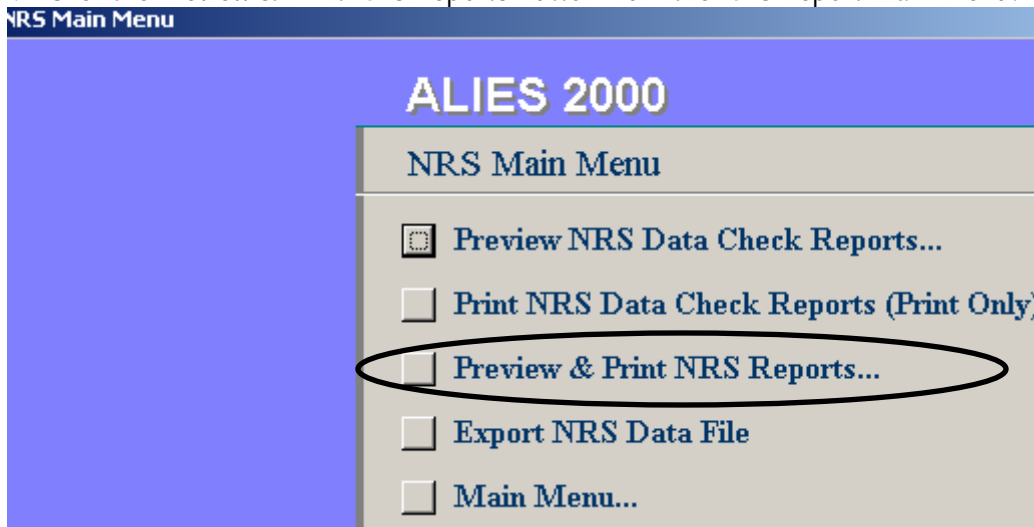 NRS Main Menu
ALIES 2000
NRS Main Menu
Preview NRS Data Check Reports...
Print NRS Data Check Reports (Print Only)
Preview & Print NRS Reports...
Export NRS Data File
Main Menu...